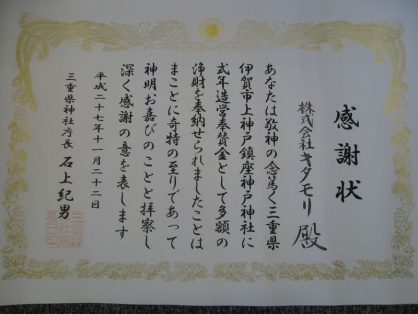 感謝状
株式会社キタモリ 殿
あなたは敬神の念篤く三重県
伊賀市上神戸鎮座神戸神社に
式年造営奉賛金として多額の
浄財を奉納せられましたことは
まことに奇特の至りであって
神明お嘉びのことと拝察し
深く感謝の意を表します
平成二十七年十一月二十二日
三重県神社庁長 石上紀男